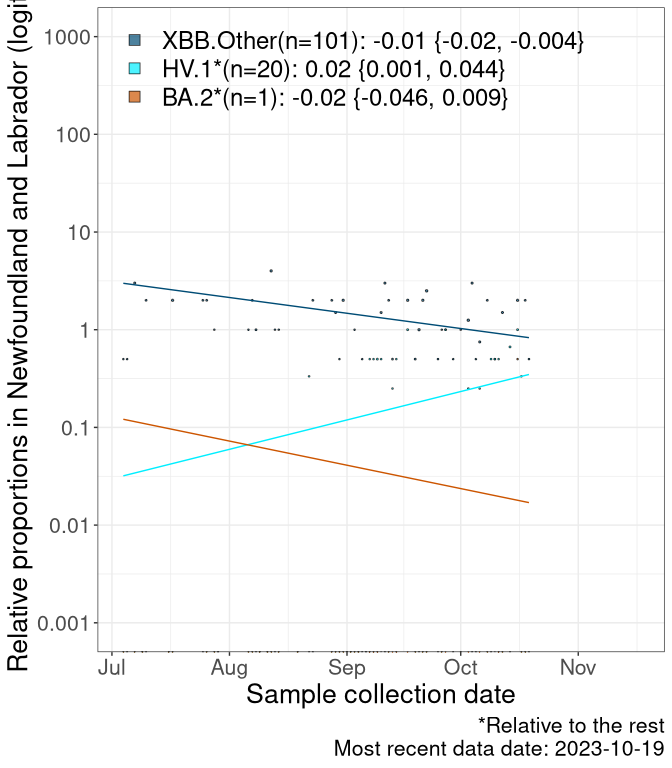 XBB.Other(n=101): -0.01 {-0.02, -0.004}
HV.1*(n=20): 0.02 {0.001, 0.044}
BA.2*(n=1): -0.02 {-0.046, 0.009}
Relative proportions in Newfoundland and Labrador
1000
100
10
1
0.1
0.01
0.001
Jul Aug Sep Oct Nov
Sample collection date
*Relative to the rest
Most recent data date: 2023-10-19